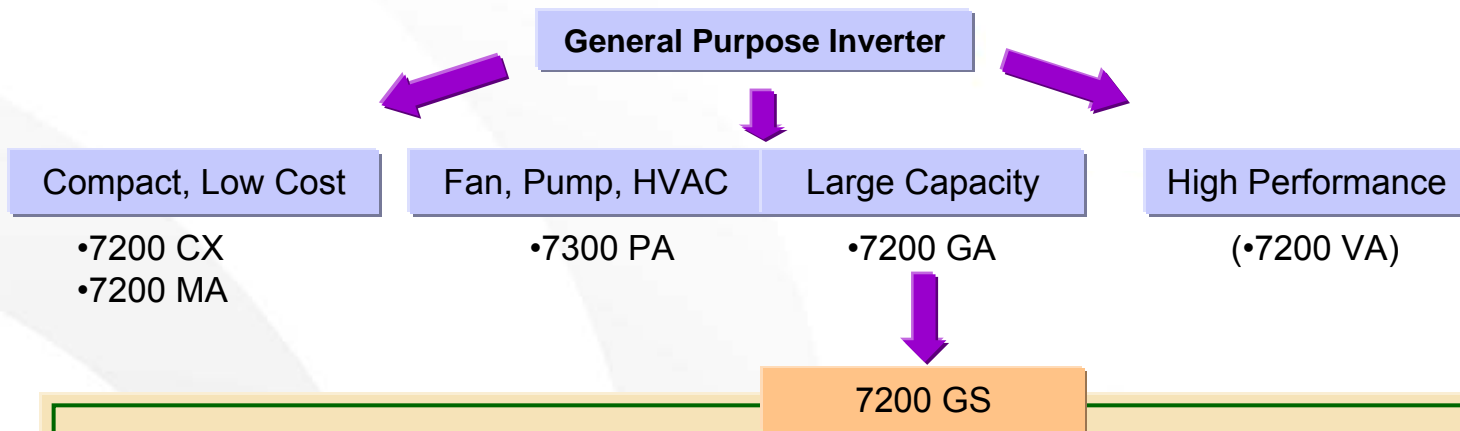 General Purpose Inverter
Compact, Low Cost
Fan, Pump, HVAC
Large Capacity
High Performance
•7200 CX
•7200 MA
•7300 PA
•7200 GA
(•7200 VA)
7200 GS